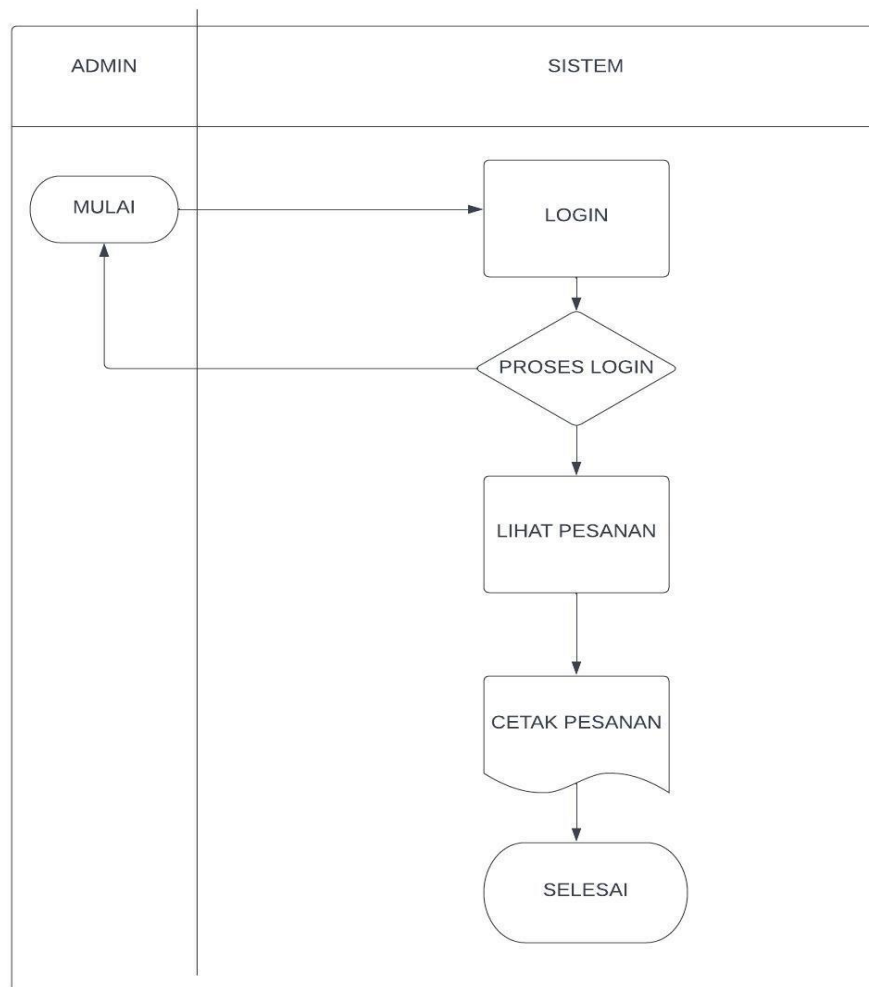 ADMIN
SISTEM
MULAI
LOGIN
PROSES LOGIN
LIHAT PESANAN
CETAK PESANAN
SELESAI